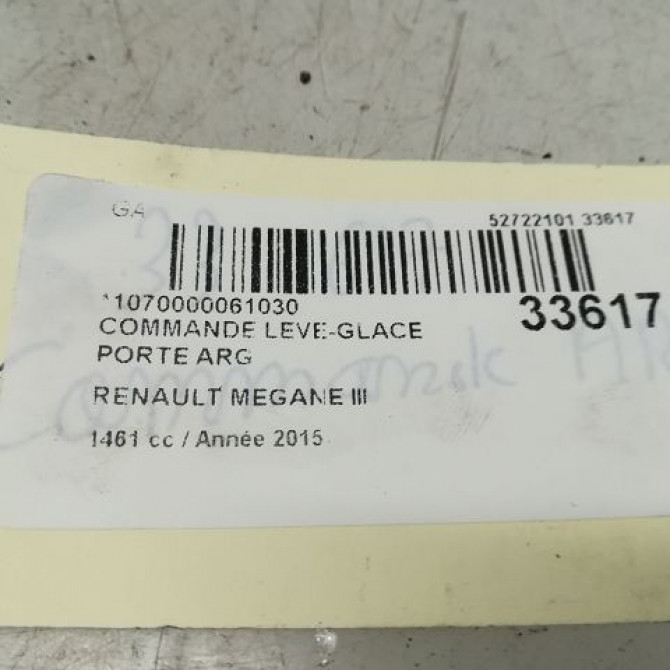 GA
52722101 33617
*1070000061030
33617
COMMANDE LEVE-GLACE
PORTE ARG
RENAULT MEGANE III
1461 cc / Année 2015